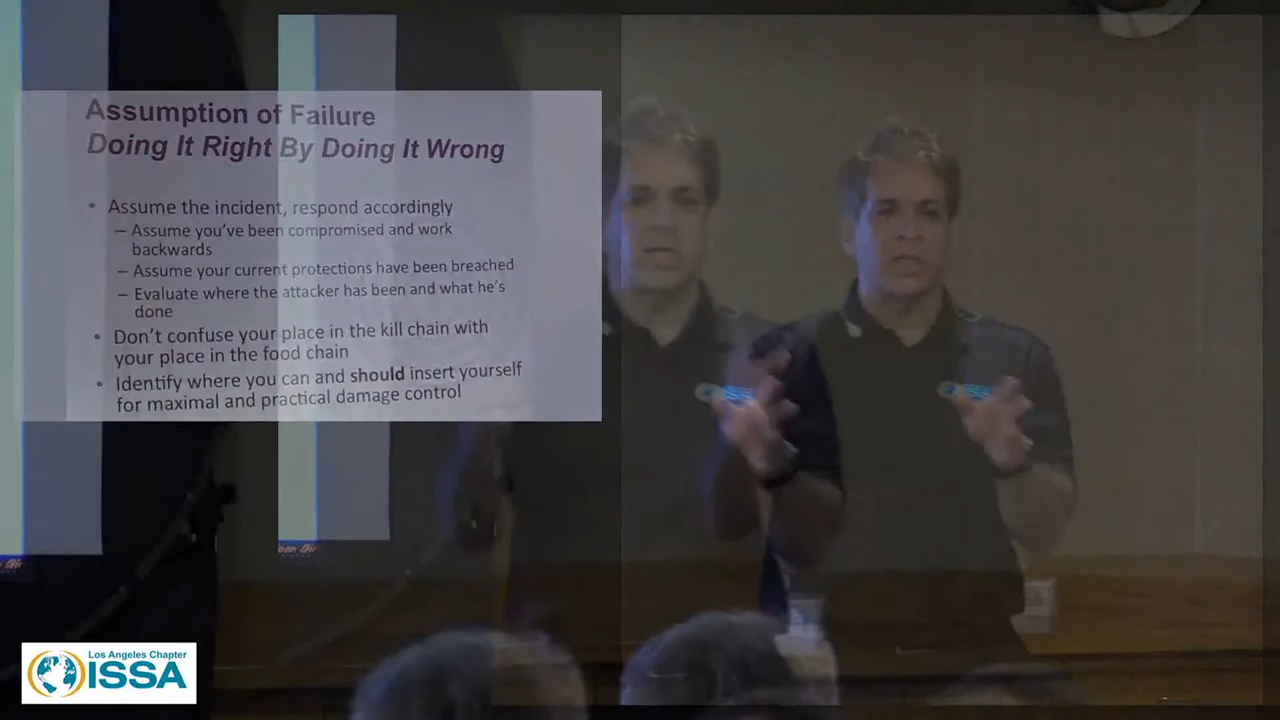 Assumption of Failure
Doing It Right By Doing It Wrong
• Assume the incident, respond accordingly
– Assume you've been compromised and work
backwards
– Assume your current protections have been breached
– Evaluate where the attacker has been and what he's
done
• Don't confuse your place in the kill chain with
your place in the food chain
• Identify where you can and should insert yourself
for maximal and practical damage control
ISSA
ISSA
Los Angeles Chapter
ISSA